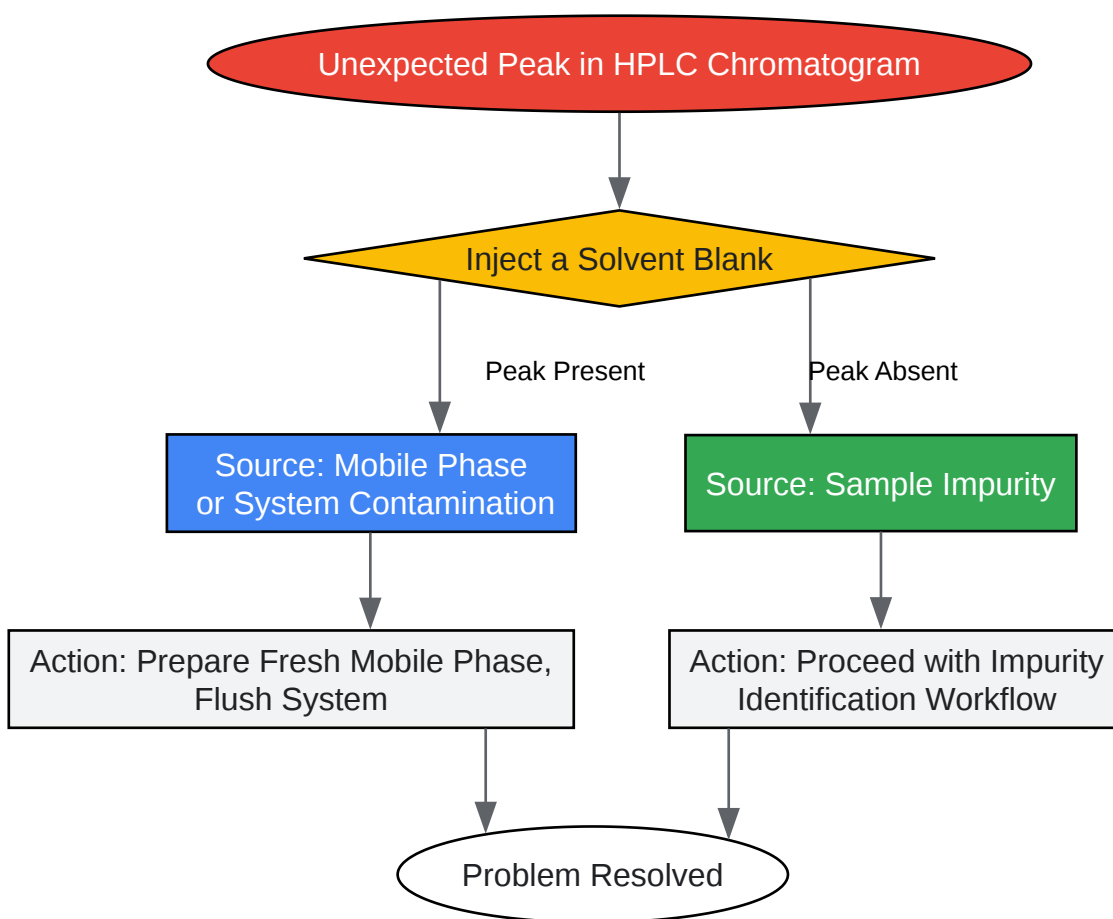 Unexpected Peak in HPLC Chromatogram
Inject a Solvent Blank
Peak Present
Peak Absent
Source: Mobile Phase
or System Contamination
Source: Sample Impurity
Action: Prepare Fresh Mobile Phase,
Flush System
Action: Proceed with Impurity
Identification Workflow
Problem Resolved